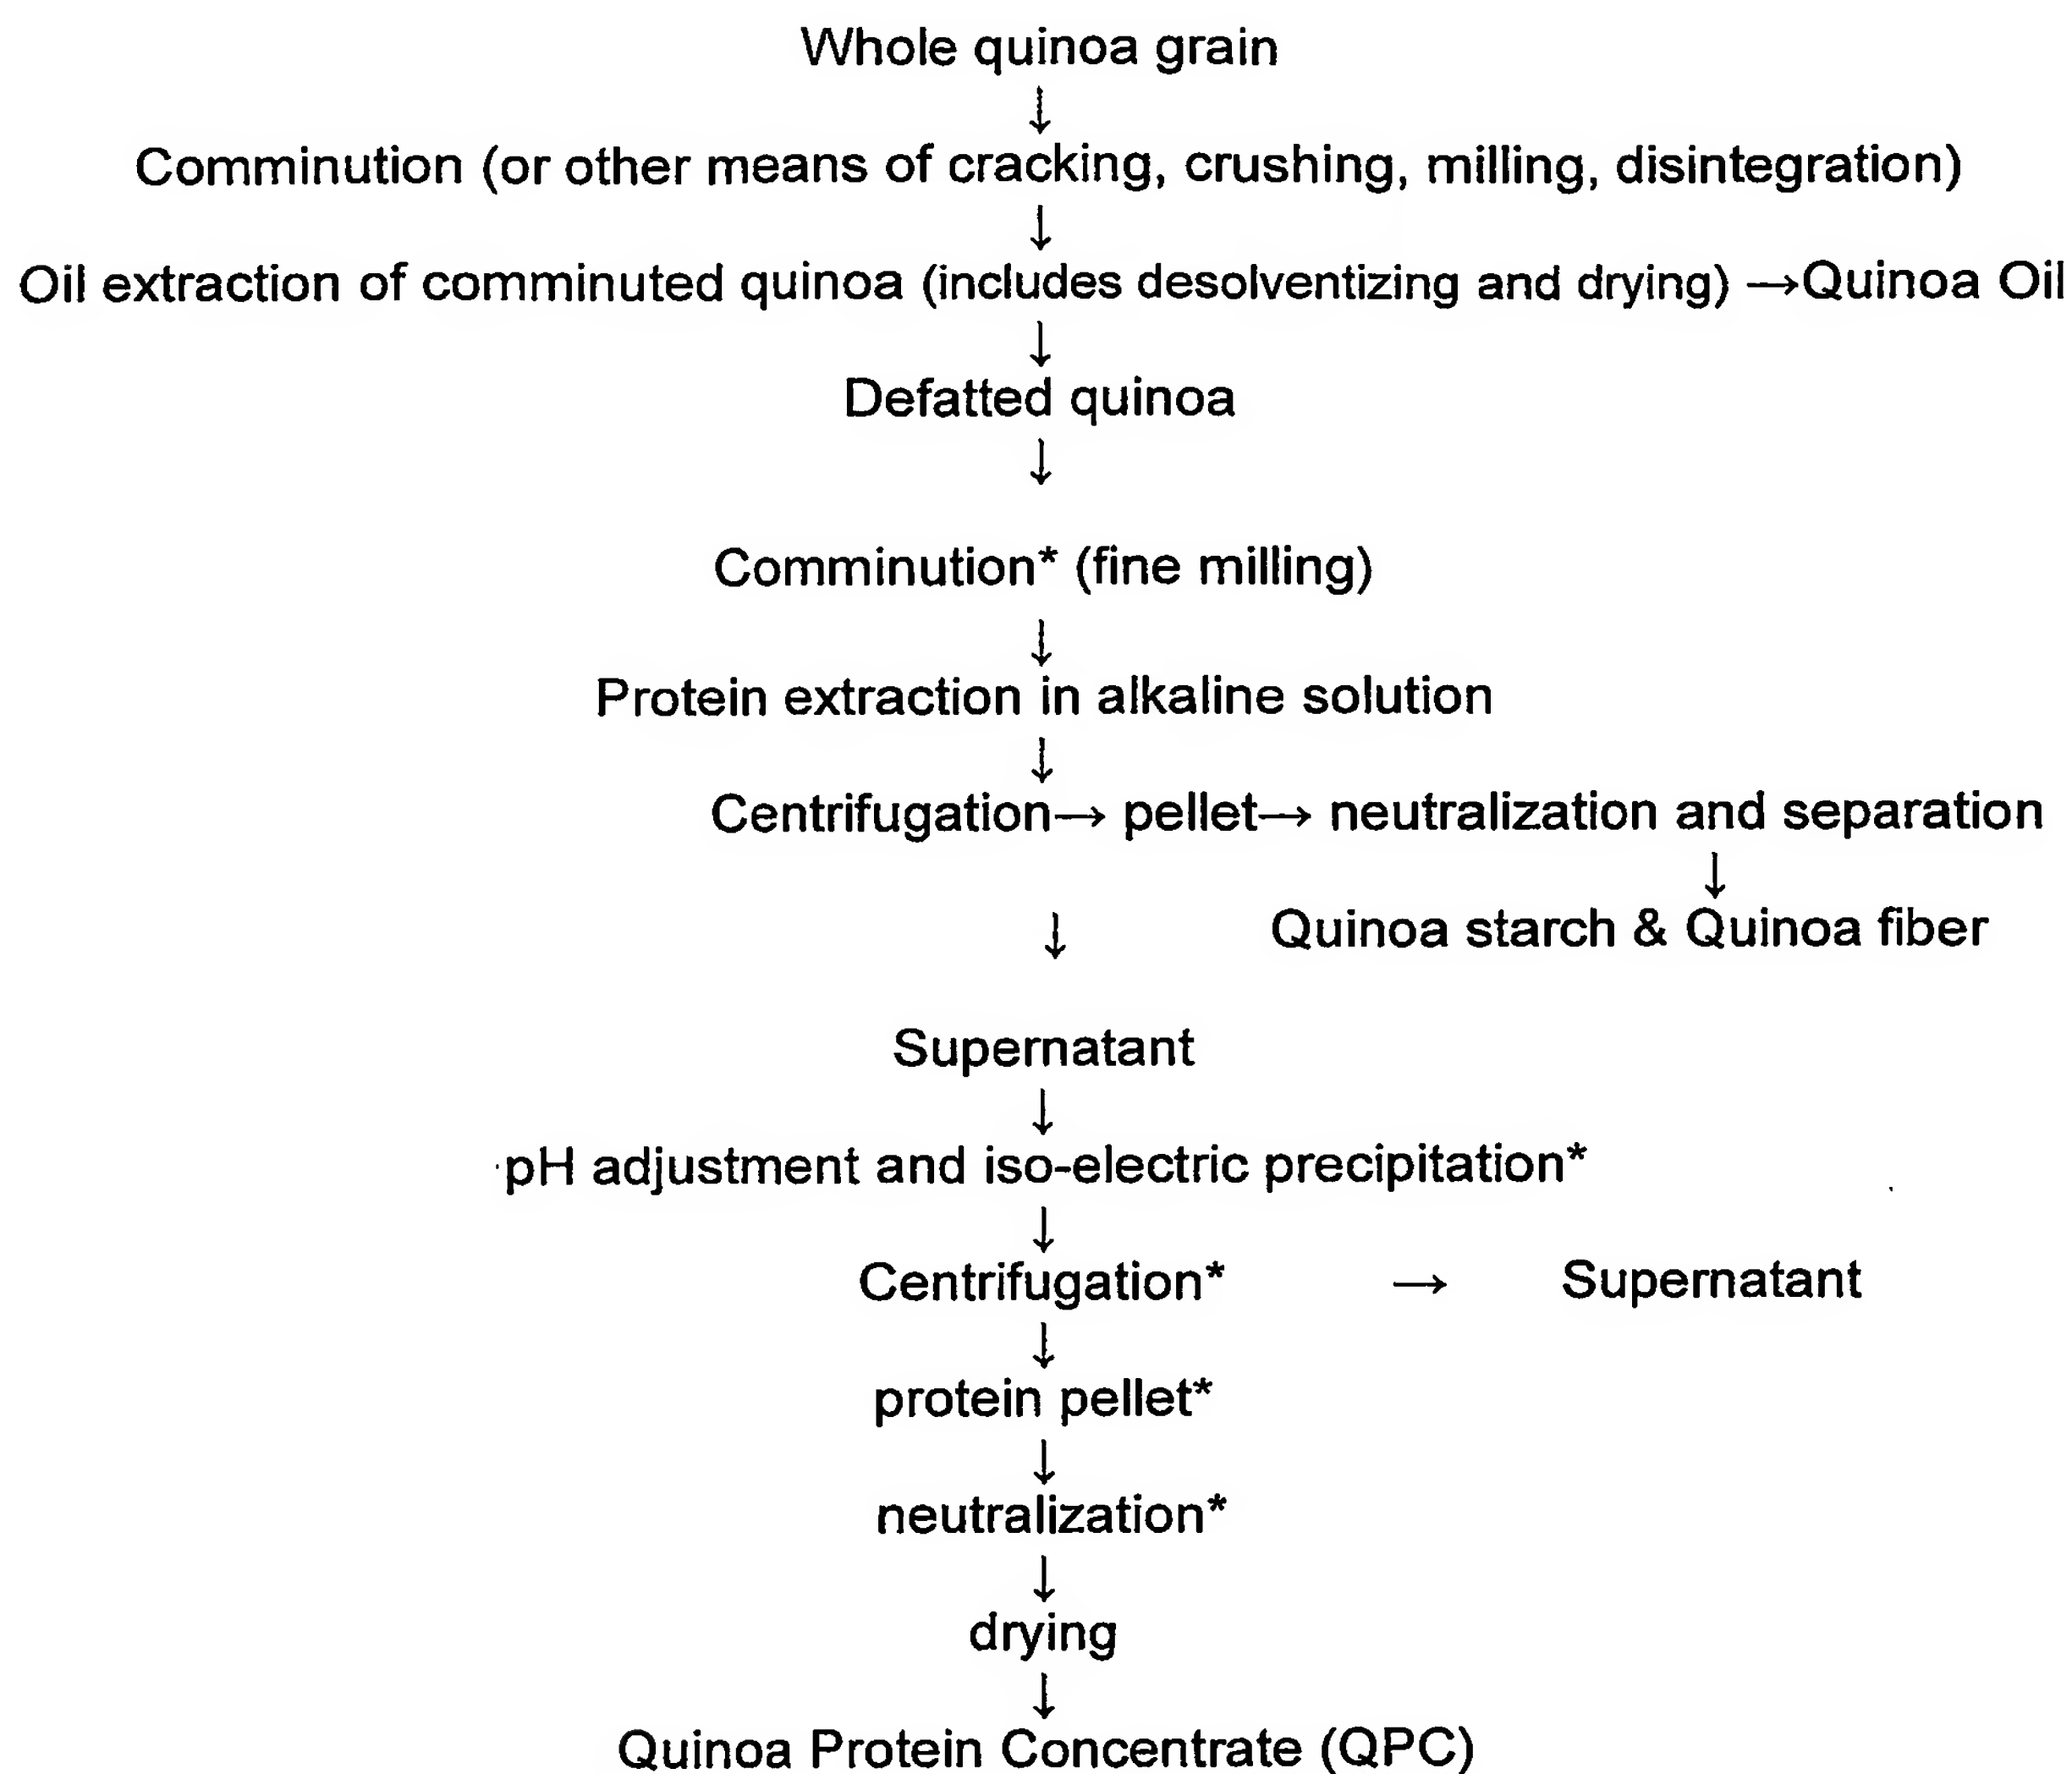 Whole quinoa grain
↓
Comminution (or other means of cracking, crushing, milling, disintegration)
↓
Oil extraction of comminuted quinoa (includes desolventizing and drying) →Quinoa Oil
↓
Defatted quinoa
↓
Comminution* (fine milling)
↓
Protein extraction in alkaline solution
↓
Centrifugation→ pellet→ neutralization and separation
↓
↓ Quinoa starch & Quinoa fiber
Supernatant
↓
pH adjustment and iso-electric precipitation*
↓
Centrifugation* → Supernatant
↓
protein pellet*
↓
neutralization*
↓
drying
↓
Quinoa Protein Concentrate (QPC)